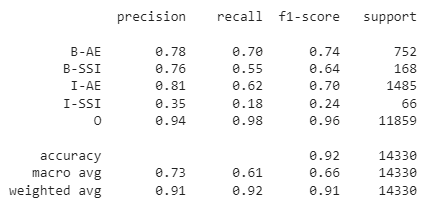 precision recall f1-score support
B-AE 0.78 0.70 0.74 752
B-SSI 0.76 0.55 0.64 168
I-AE 0.81 0.62 0.70 1485
I-SSI 0.35 0.18 0.24 66
O 0.94 0.98 0.96 11859
accuracy 0.92 14330
macro avg 0.73 0.61 0.66 14330
weighted avg 0.91 0.92 0.91 14330